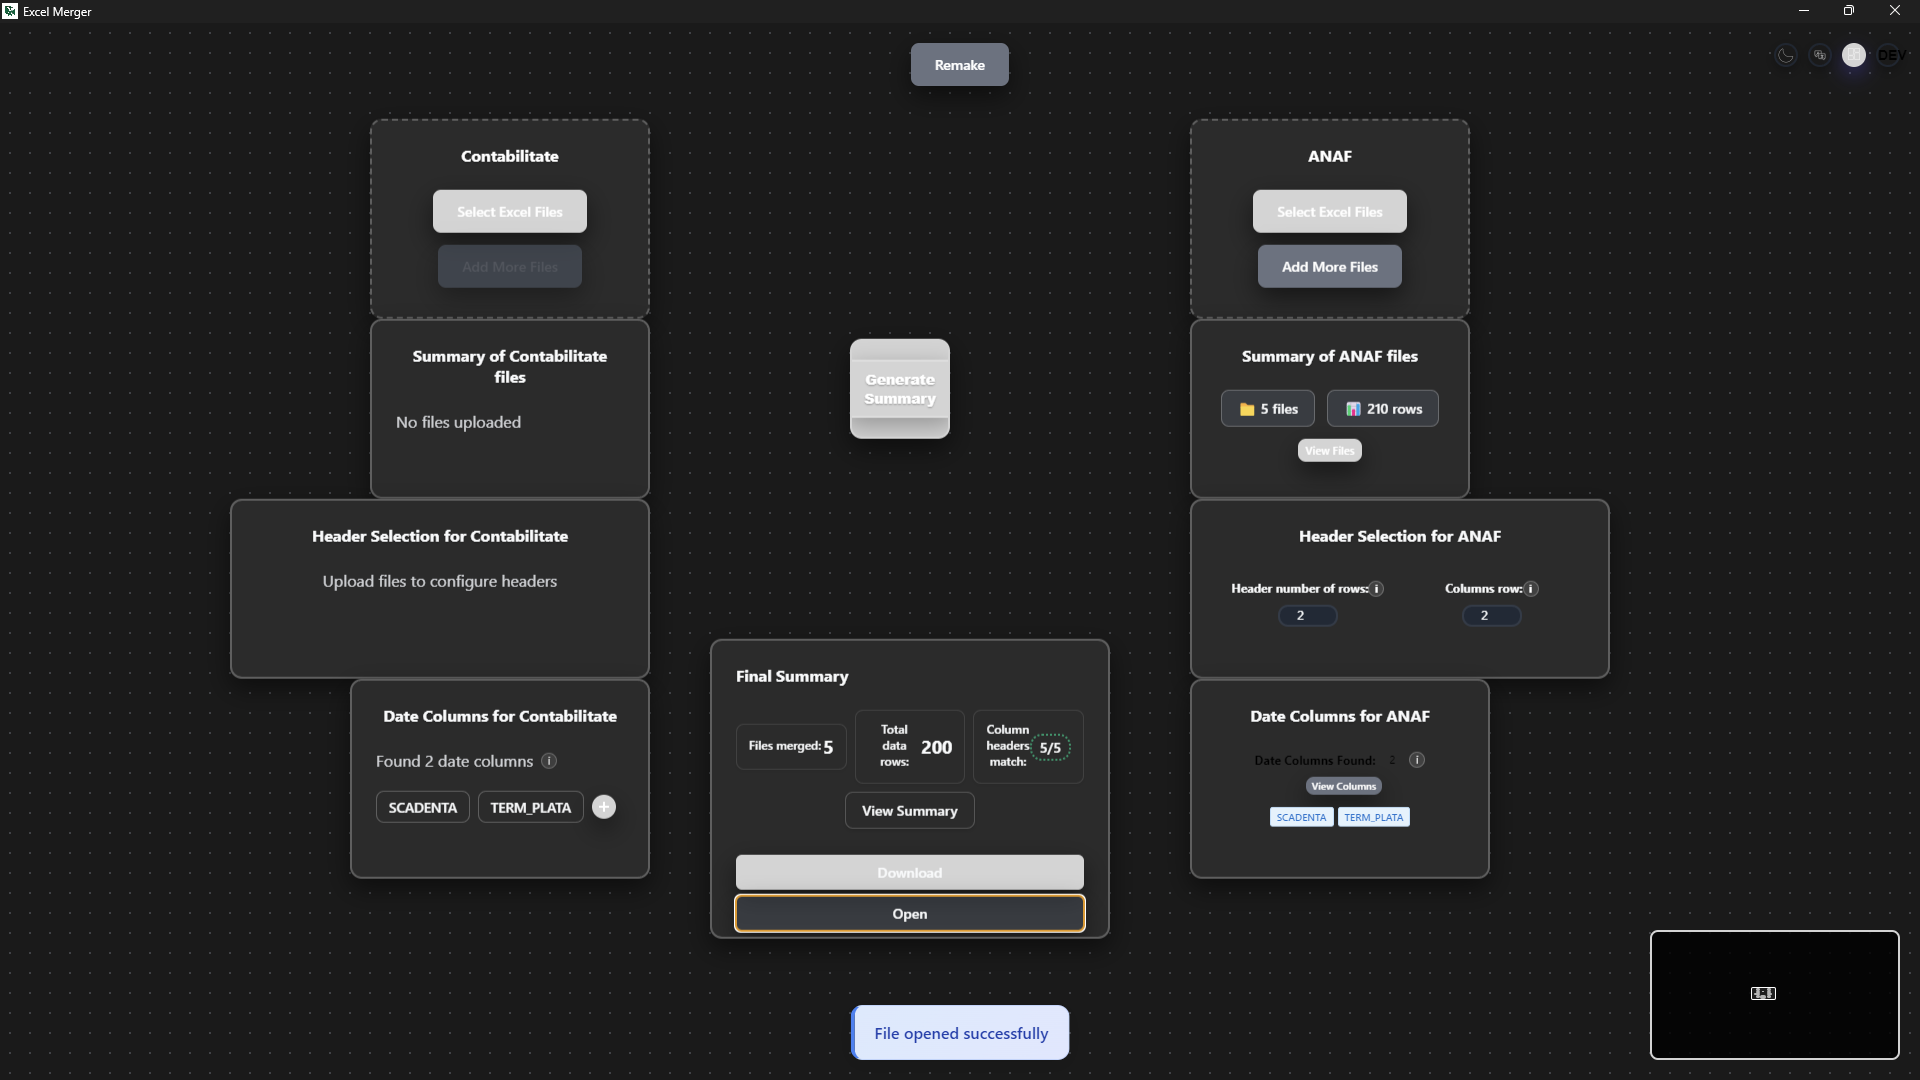 Excel Merger
Remake
DEV
Contabilitate
Select Excel Files
Add More Files
Summary of Contabilitate
files
No files uploaded
Header Selection for Contabilitate
Upload files to configure headers
Date Columns for Contabilitate
Found 2 date columns i
SCADENTA TERM_PLATA +
Generate
Summary
Final Summary
Files merged: 5
Total
data
rows:
200
Column
headers
match:
5/5
View Summary
Download
Open
File opened successfully
ANAF
Select Excel Files
Add More Files
Summary of ANAF files
5 files 210 rows
View Files
Header Selection for ANAF
Header number of rows: i Columns row: i
2 2
Date Columns for ANAF
Date Columns Found: 2 i
View Columns
SCADENTA TERM_PLATA